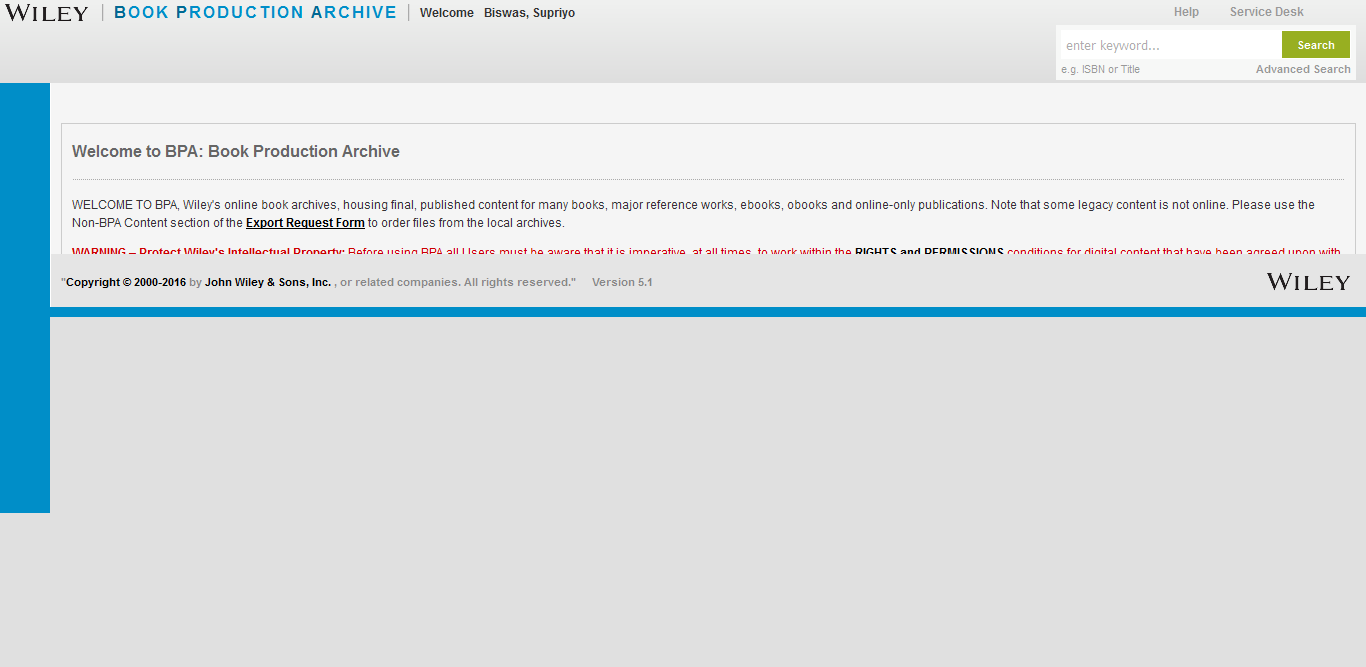 WILEY | BOOK PRODUCTION ARCHIVE | Welcome Biswas, Supriyo
Help Service Desk
enter keyword... Search
e.g. ISBN or Title Advanced Search
Welcome to BPA: Book Production Archive
WELCOME TO BPA, Wiley's online book archives, housing final, published content for many books, major reference works, ebooks, obooks and online-only publications. Note that some legacy content is not online. Please use the
Non-BPA Content section of the Export Request Form to order files from the local archives.
WARNING – Protect Wiley's Intellectual Property: Before using BPA all Users must be aware that it is imperative, at all times, to work within the RIGHTS and PERMISSIONS conditions for digital content that have been agreed upon with
"Copyright © 2000-2016 by John Wiley & Sons, Inc. , or related companies. All rights reserved." Version 5.1
WILEY